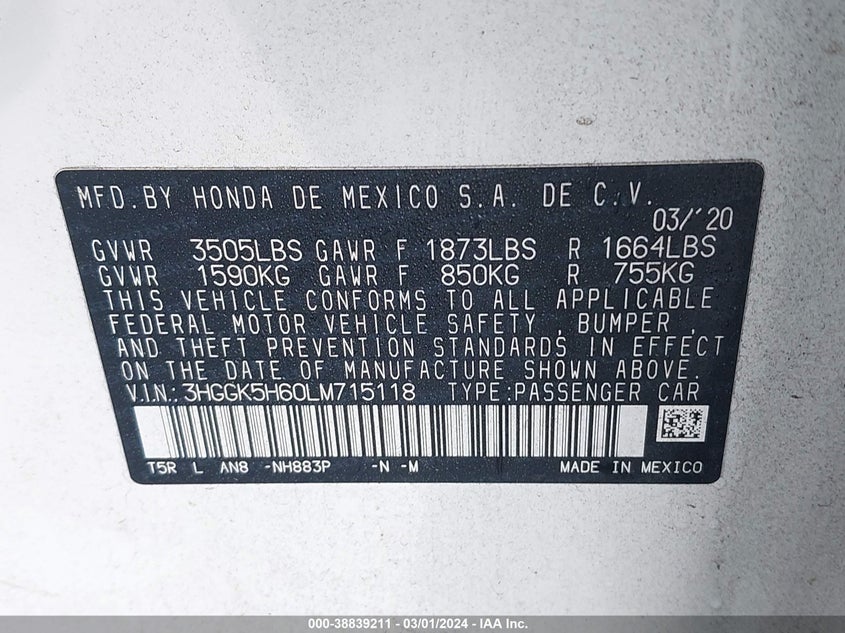 MFD. BY HONDA DE MEXICO S.A. DE C.V.
03/'20
GVWR 3505LBS GAWR F 1873LBS R 1664LBS
GVWR 1590KG GAWR F 850KG R 755KG
THIS VEHICLE CONFORMS TO ALL APPLICABLE
FEDERAL MOTOR VEHICLE SAFETY , BUMPER ,
AND THEFT PREVENTION STANDARDS IN EFFECT
ON THE DATE OF MANUFACTURE SHOWN ABOVE.
V.I.N.: 3HGGK5H60LM715118 TYPE:PASSENGER CAR
T5R L AN8 -NH883P -N -M MADE IN MEXICO
000-38839211 - 03/01/2024 - IAA Inc.